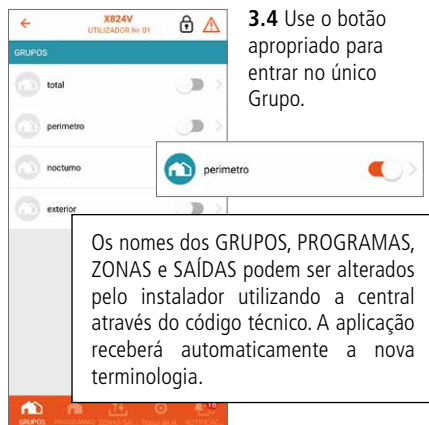 X824V
UTILIZADOR Nr 01
GRUPOS
total
perimetro
nocturno
exterior
3.4 Use o botão
apropriado para
entrar no único
Grupo.
perimetro
Os nomes dos GRUPOS, PROGRAMAS,
ZONAS e SAÍDAS podem ser alterados
pelo instalador utilizando a central
através do código técnico. A aplicação
receberá automaticamente a nova
terminologia.
GRUPOS PROGRAMAS